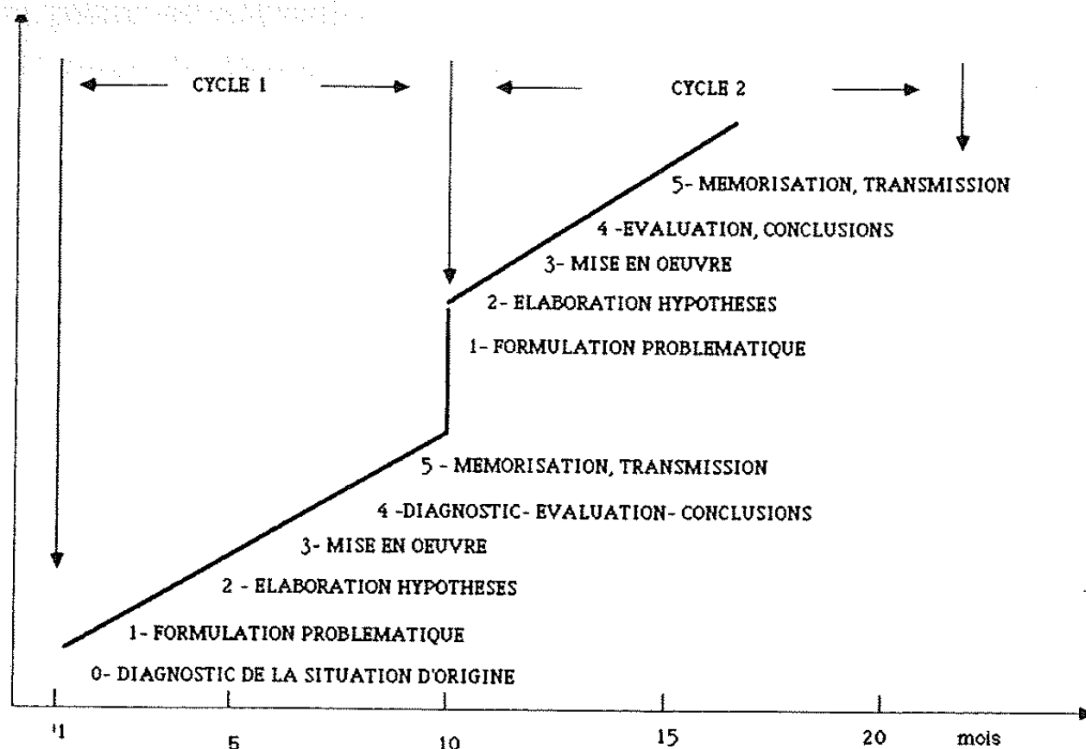 CYCLE 1
CYCLE 2
5- MEMORISATION, TRANSMISSION
4 -EVALUATION, CONCLUSIONS
3- MISE EN OEUVRE
2- ELABORATION HYPOTHESES
1- FORMULATION PROBLEMATIQUE
5 - MEMORISATION, TRANSMISSION
4 -DIAGNOSTIC- EVALUATION- CONCLUSIONS
3- MISE EN OEUVRE
2 - ELABORATION HYPOTHESES
1- FORMULATION PROBLEMATIQUE
0- DIAGNOSTIC DE LA SITUATION D'ORIGINE
1 5 10 15 20 mois